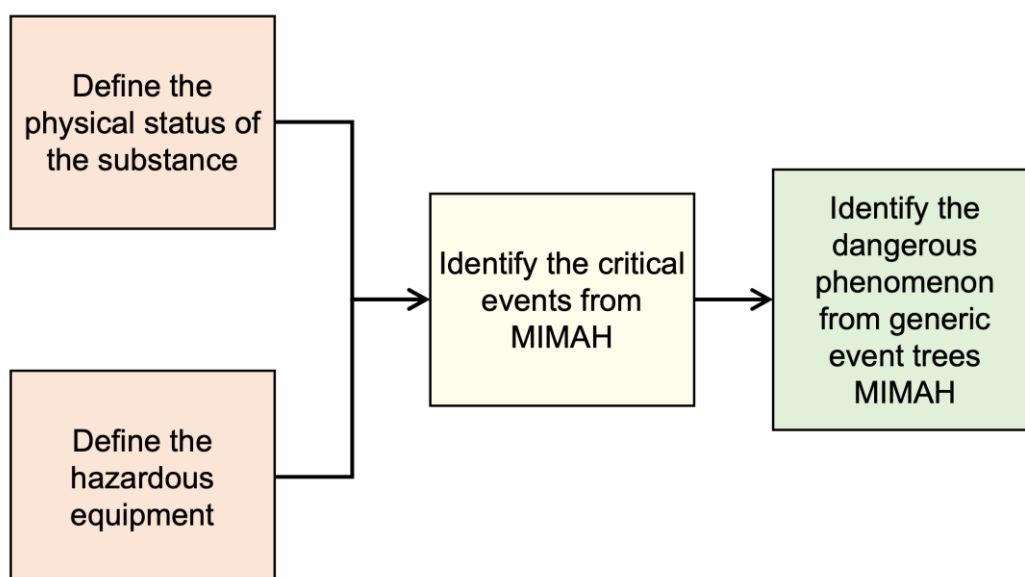 Define the
physical status of
the substance
Define the
hazardous
equipment
Identify the critical
events from
MIMAH
Identify the
dangerous
phenomenon
from generic
event trees
MIMAH